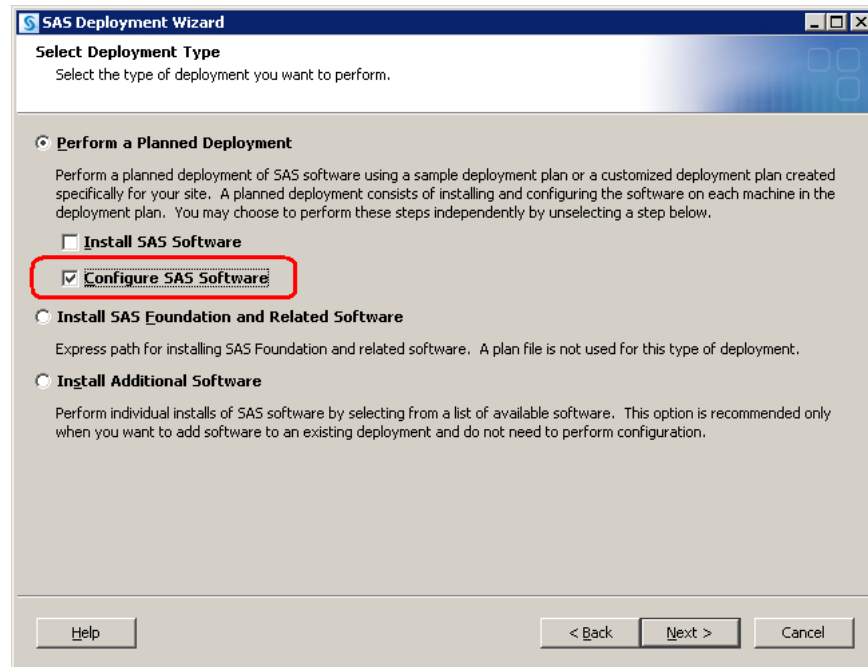 SAS Deployment Wizard
Select Deployment Type
Select the type of deployment you want to perform.
Perform a Planned Deployment
Perform a planned deployment of SAS software using a sample deployment plan or a customized deployment plan created
specifically for your site. A planned deployment consists of installing and configuring the software on each machine in the
deployment plan. You may choose to perform these steps independently by unselecting a step below.
Install SAS Software
Configure SAS Software
Install SAS Foundation and Related Software
Express path for installing SAS Foundation and related software. A plan file is not used for this type of deployment.
Install Additional Software
Perform individual installs of SAS software by selecting from a list of available software. This option is recommended only
when you want to add software to an existing deployment and do not need to perform configuration.
Help
< Back
Next >
Cancel